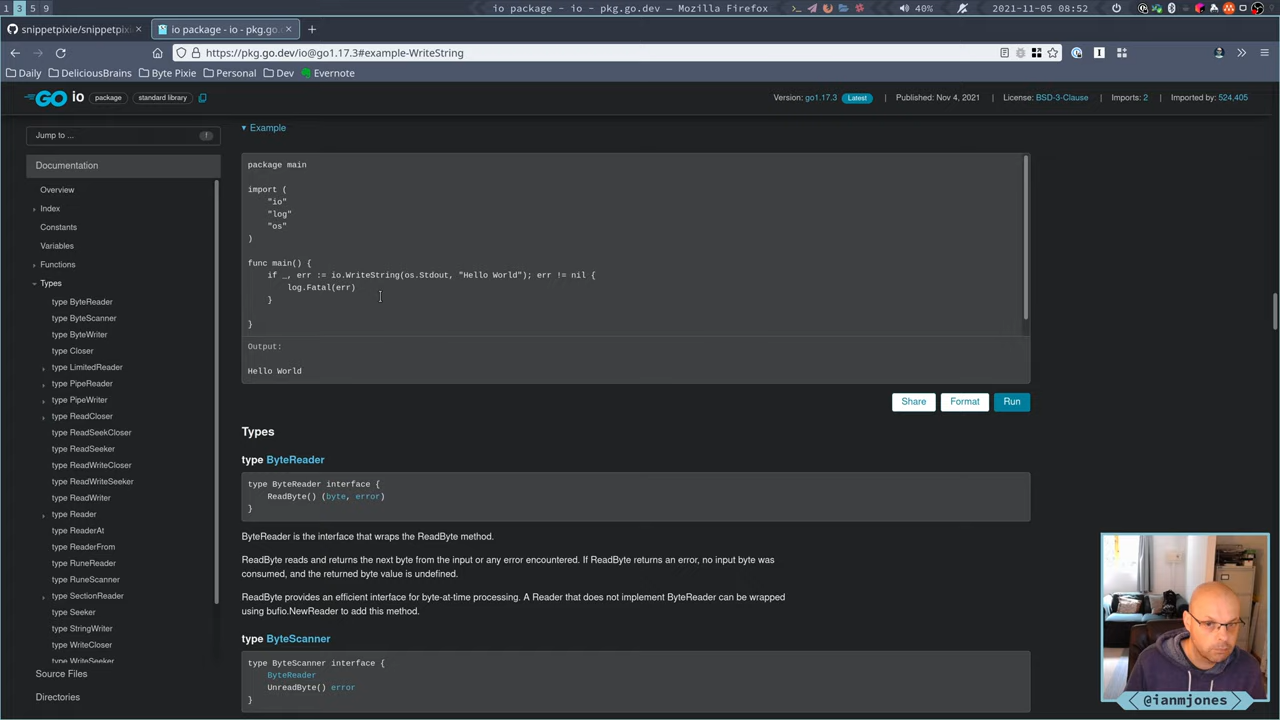 1 3 5 9
io package - io - pkg.go.dev — Mozilla Firefox
40%
2021-11-05 08:52
snippetpixie/snippetpixi
io package - io - pkg.go.d
https://pkg.go.dev/io@go1.17.3#example-WriteString
Daily
DeliciousBrains
Byte Pixie
Personal
Dev
Evernote
GO
io
package
standard library
Version: go1.17.3
Latest
Published: Nov 4, 2021
License: BSD-3-Clause
Imports: 2
Imported by: 524,405
Jump to ...
f
Documentation
Overview
Index
Constants
Variables
Functions
Types
type ByteReader
type ByteScanner
type ByteWriter
type Closer
type LimitedReader
type PipeReader
type PipeWriter
type ReadCloser
type ReadSeekCloser
type ReadSeeker
type ReadWriteCloser
type ReadWriteSeeker
type ReadWriter
type Reader
type ReaderAt
type ReaderFrom
type RuneReader
type RuneScanner
type SectionReader
type Seeker
type StringWriter
type WriteCloser
type WriteSeeker
Source Files
Directories
▾ Example
package main
import (
"io"
"log"
"os"
)
func main() {
if _, err := io.WriteString(os.Stdout, "Hello World"); err != nil {
log.Fatal(err)
}
}
Output:
Hello World
Share
Format
Run
Types
type ByteReader
type ByteReader interface {
ReadByte() (byte, error)
}
ByteReader is the interface that wraps the ReadByte method.
ReadByte reads and returns the next byte from the input or any error encountered. If ReadByte returns an error, no input byte was
consumed, and the returned byte value is undefined.
ReadByte provides an efficient interface for byte-at-time processing. A Reader that does not implement ByteReader can be wrapped
using bufio.NewReader to add this method.
type ByteScanner
type ByteScanner interface {
ByteReader
UnreadByte() error
}
@ianmjones